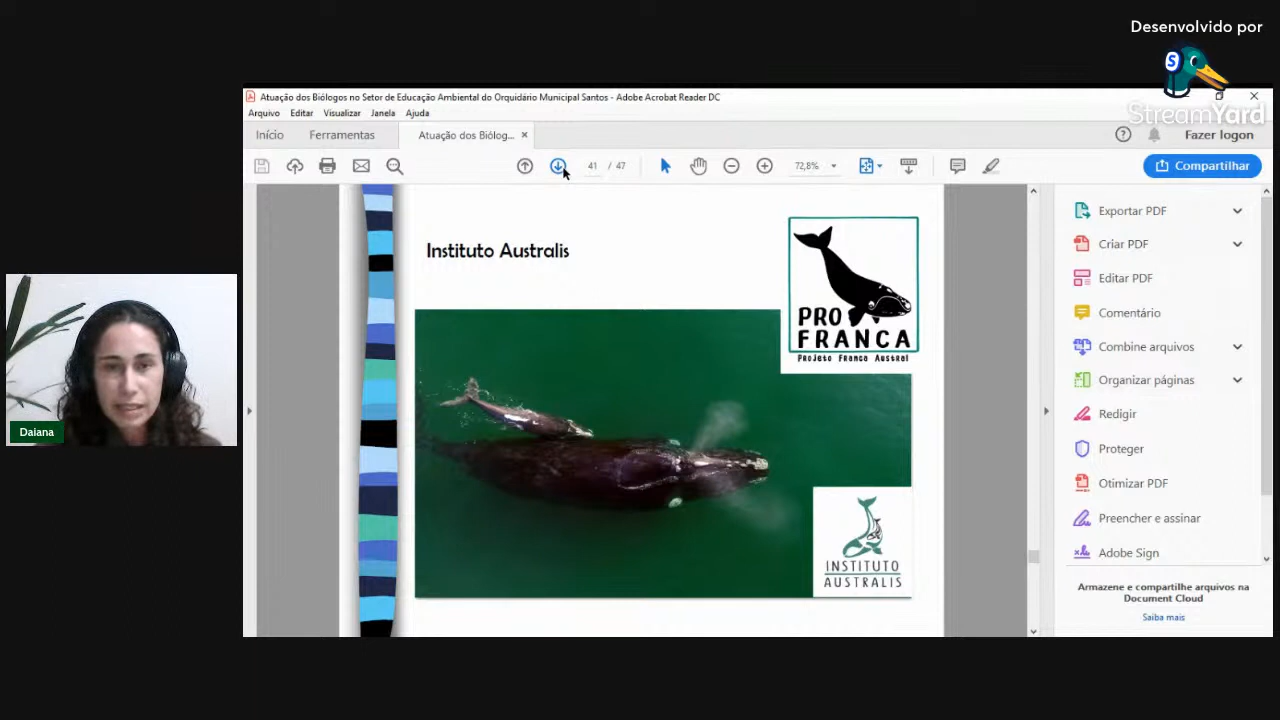 Desenvolvido por
StreamYard
Atuação dos Biólogos no Setor de Educação Ambiental do Orquidário Municipal Santos - Adobe Acrobat Reader DC
Arquivo Editar Visualizar Janela Ajuda
Início Ferramentas Atuação dos Biólog... ×
Fazer logon
41 / 47
72,8%
Compartilhar
Instituto Australis
PRO
FRANCA
PROJETO FRANCA AUSTRAL
INSTITUTO
AUSTRALIS
Exportar PDF
Criar PDF
Editar PDF
Comentário
Combine arquivos
Organizar páginas
Redigir
Proteger
Otimizar PDF
Preencher e assinar
Adobe Sign
Armazene e compartilhe arquivos na
Document Cloud
Saiba mais
Daiana